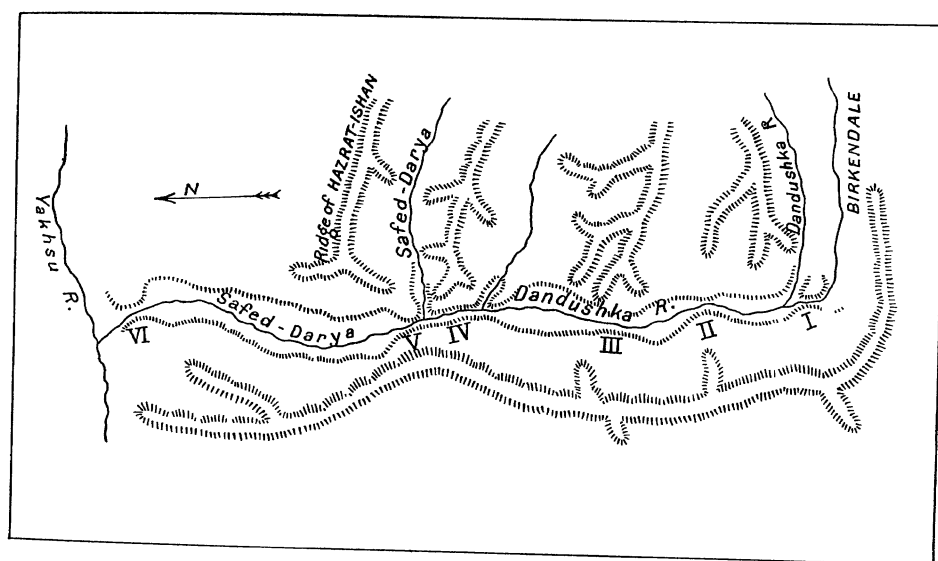 Yakhsu R.
N
Ridge of HAZRAT-ISHAN
Safed-Darya
Dandushka R
BIRKENDALE
Safed-Darya
Dandushka R.
VI
V
IV
III
II
I